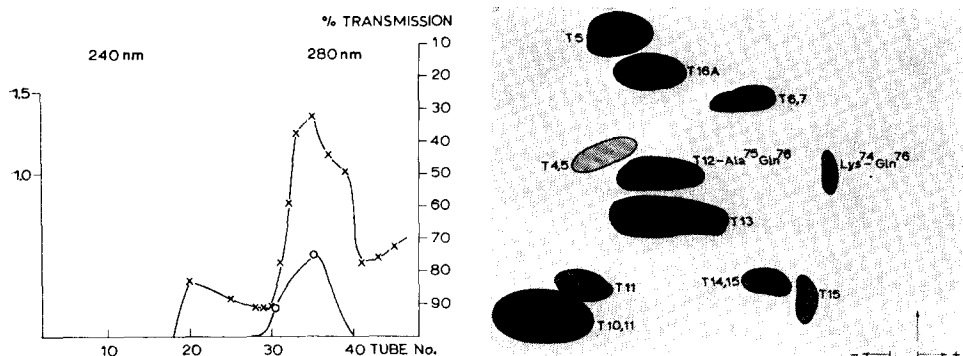 % TRANSMISSION
240 nm
280 nm
10
20
30
40
50
60
70
80
90
1,5
1,0
10
20
30
40 TUBE No.
T5
T16A
T6,7
T4,5
T12-Ala75Gln76
Lys74-Gln76
T13
T11
T10,11
T14,15
T15
- +